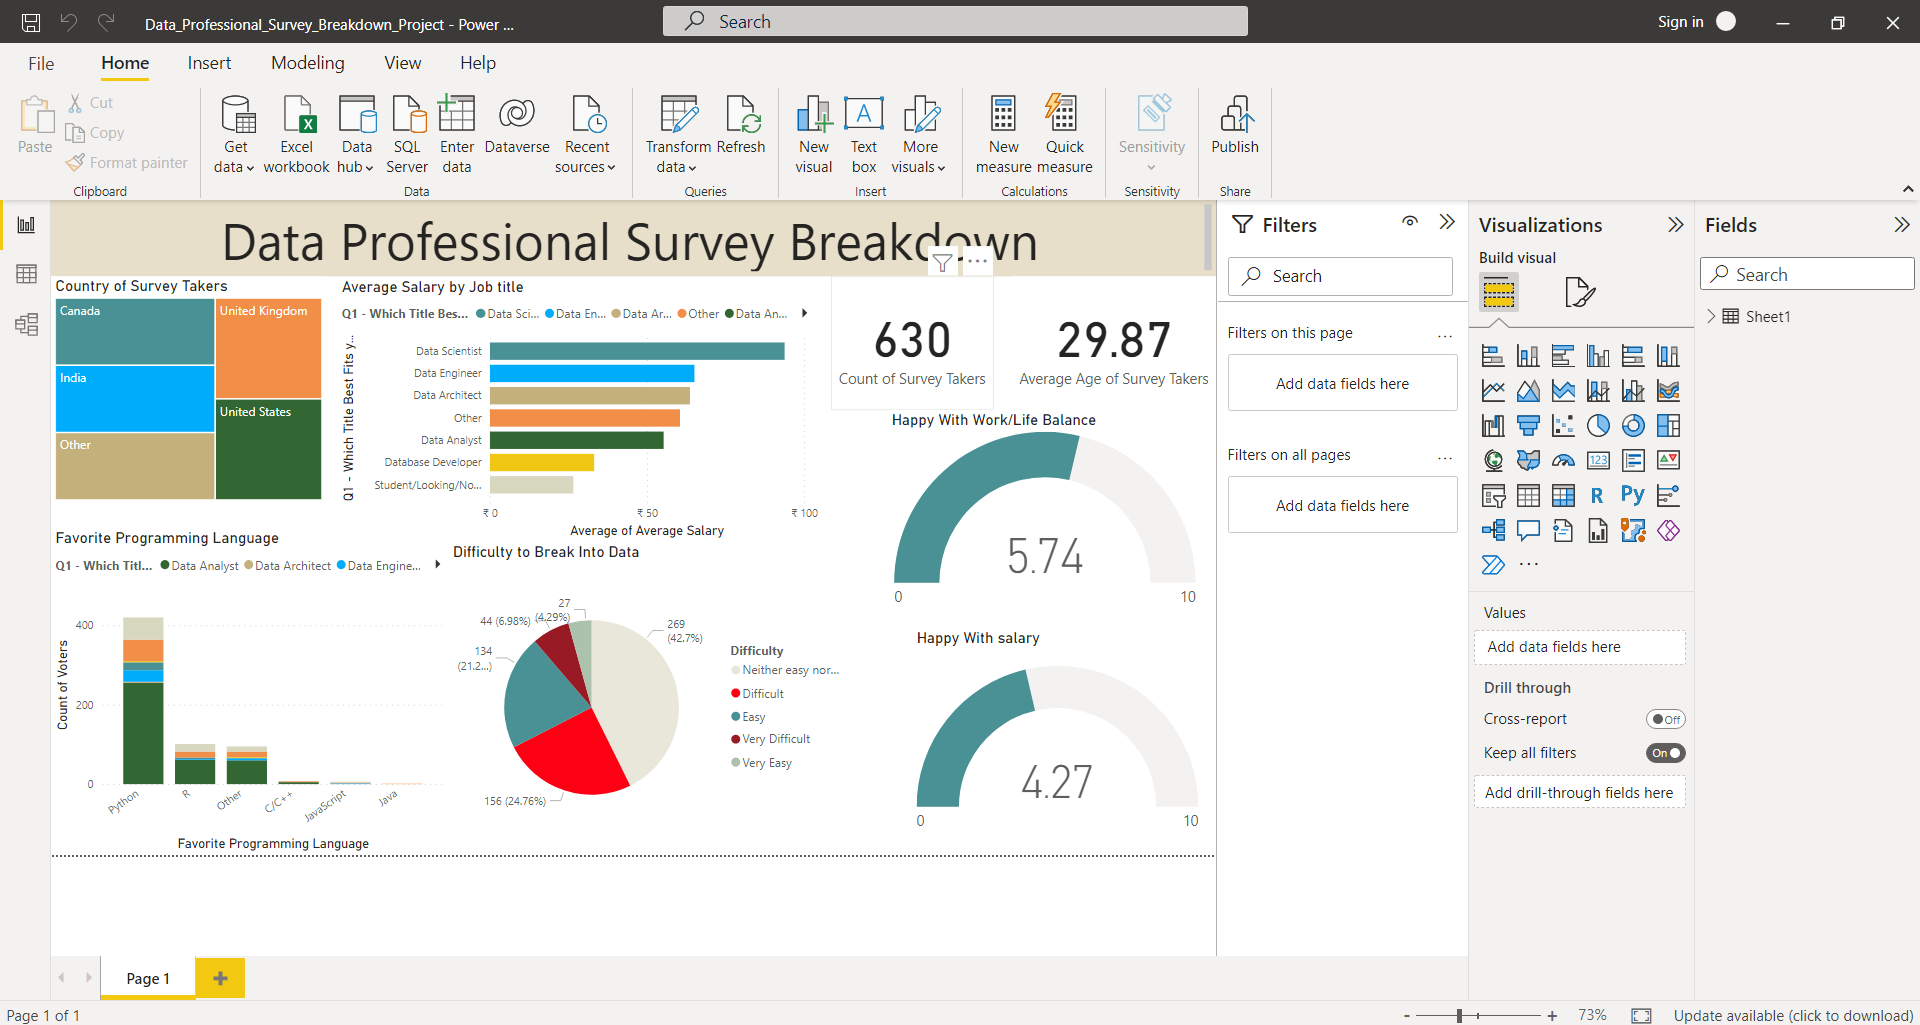 Data_Professional_Survey_Breakdown_Project - Power ...
Search
Sign in
File
Home
Insert
Modeling
View
Help
Paste
Cut
Copy
Format painter
Clipboard
Get data
Excel workbook
Data hub
SQL Server
Enter data
Dataverse
Recent sources
Data
Transform data
Refresh
Queries
New visual
Text box
More visuals
Insert
New measure
Quick measure
Calculations
Sensitivity
Sensitivity
Publish
Share
Data Professional Survey Breakdown
Country of Survey Takers
Canada
United Kingdom
India
United States
Other
Average Salary by Job title
Q1 - Which Title Bes...
Data Sci...
Data En...
Data Ar...
Other
Data An...
Q1 - Which Title Best Fits y...
Data Scientist
Data Engineer
Data Architect
Other
Data Analyst
Database Developer
Student/Looking/No...
₹ 0
₹ 50
₹ 100
Average of Average Salary
630
Count of Survey Takers
29.87
Average Age of Survey Takers
Happy With Work/Life Balance
5.74
0
10
Favorite Programming Language
Q1 - Which Titl...
Data Analyst
Data Architect
Data Engine...
Count of Voters
400
200
0
Python
R
Other
C/C++
JavaScript
Java
Favorite Programming Language
Difficulty to Break Into Data
27
(4.29%)
44 (6.98%)
269
(42.7%)
134
(21.2...)
156 (24.76%)
Difficulty
Neither easy nor...
Difficult
Easy
Very Difficult
Very Easy
Happy With salary
4.27
0
10
Filters
Search
Filters on this page
...
Add data fields here
Filters on all pages
...
Add data fields here
Visualizations
Build visual
123
R
Py
...
Values
Add data fields here
Drill through
Cross-report
Off
Keep all filters
On
Add drill-through fields here
Fields
Search
Sheet1
Page 1
Page 1 of 1
-
+
73%
Update available (click to download)